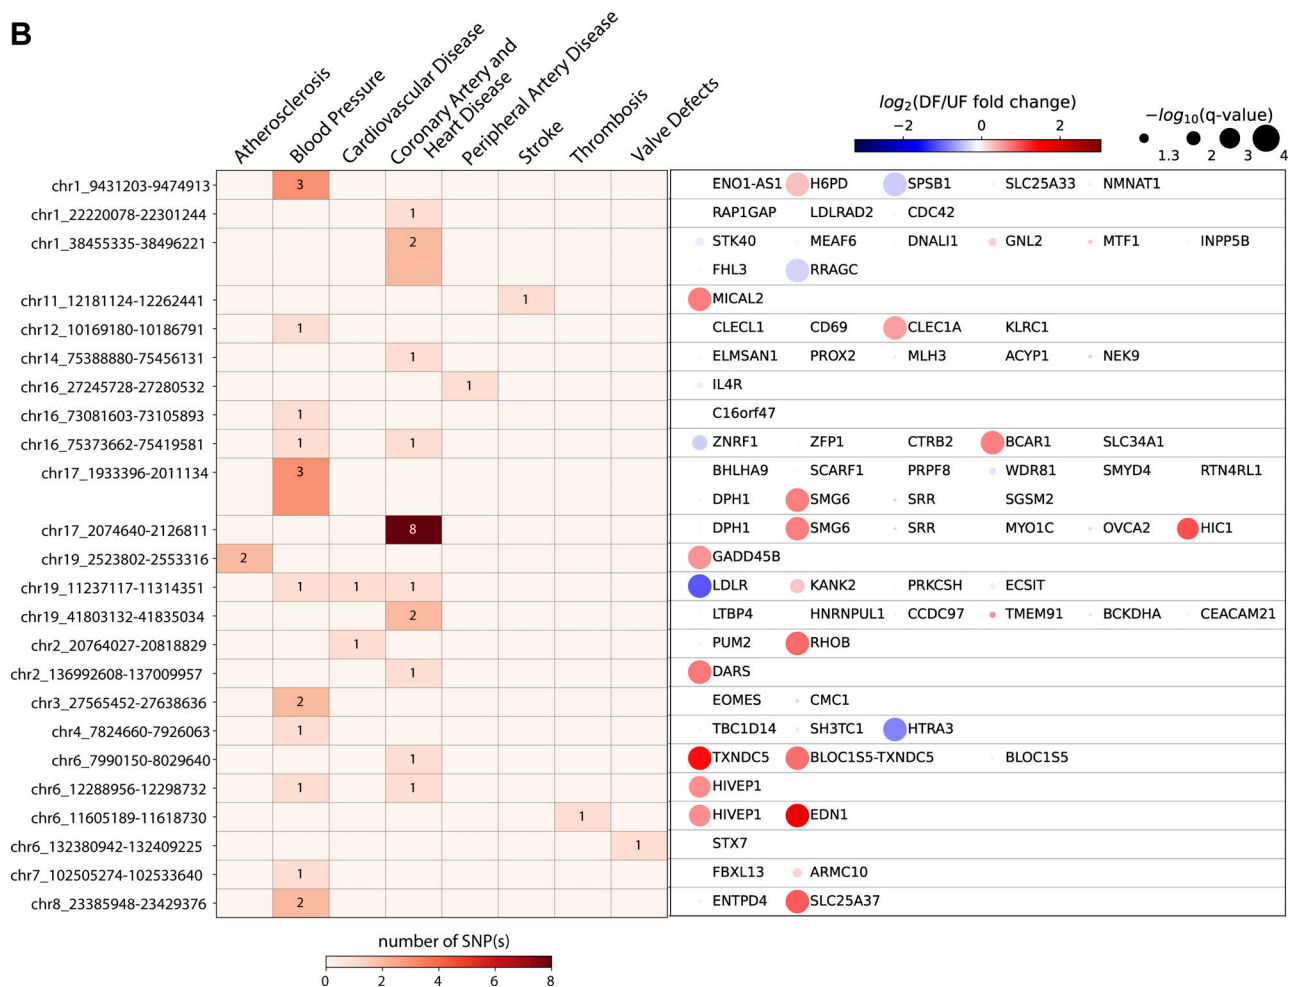 B
Atherosclerosis
Blood Pressure
Cardiovascular Disease
Coronary Artery and
Heart Disease
Peripheral Artery Disease
Stroke
Thrombosis
Valve Defects
log2(DF/UF fold change)
−2 0 2
−log10(q-value)
1.3 2 3 4
chr1_9431203-9474913 3 ENO1-AS1 H6PD SPSB1 SLC25A33 NMNAT1
chr1_22220078-22301244 1 RAP1GAP LDLRAD2 CDC42
chr1_38455335-38496221 2 STK40 MEAF6 DNALI1 GNL2 MTF1 INPP5B
FHL3 RRAGC
chr11_12181124-12262441 1 MICAL2
chr12_10169180-10186791 1 CLECL1 CD69 CLEC1A KLRC1
chr14_75388880-75456131 1 ELMSAN1 PROX2 MLH3 ACYP1 NEK9
chr16_27245728-27280532 1 IL4R
chr16_73081603-73105893 1 C16orf47
chr16_75373662-75419581 1 1 ZNRF1 ZFP1 CTRB2 BCAR1 SLC34A1
chr17_1933396-2011134 3 BHLHA9 SCARF1 PRPF8 WDR81 SMYD4 RTN4RL1
DPH1 SMG6 SRR SGSM2
chr17_2074640-2126811 8 DPH1 SMG6 SRR MYO1C OVCA2 HIC1
chr19_2523802-2553316 2 GADD45B
chr19_11237117-11314351 1 1 1 LDLR KANK2 PRKCSH ECSIT
chr19_41803132-41835034 2 LTBP4 HNRNPUL1 CCDC97 TMEM91 BCKDHA CEACAM21
chr2_20764027-20818829 1 PUM2 RHOB
chr2_136992608-137009957 1 DARS
chr3_27565452-27638636 2 EOMES CMC1
chr4_7824660-7926063 1 TBC1D14 SH3TC1 HTRA3
chr6_7990150-8029640 1 TXNDC5 BLOC1S5-TXNDC5 BLOC1S5
chr6_12288956-12298732 1 1 HIVEP1
chr6_11605189-11618730 1 HIVEP1 EDN1
chr6_132380942-132409225 1 STX7
chr7_102505274-102533640 1 FBXL13 ARMC10
chr8_23385948-23429376 2 ENTPD4 SLC25A37
number of SNP(s)
0 2 4 6 8